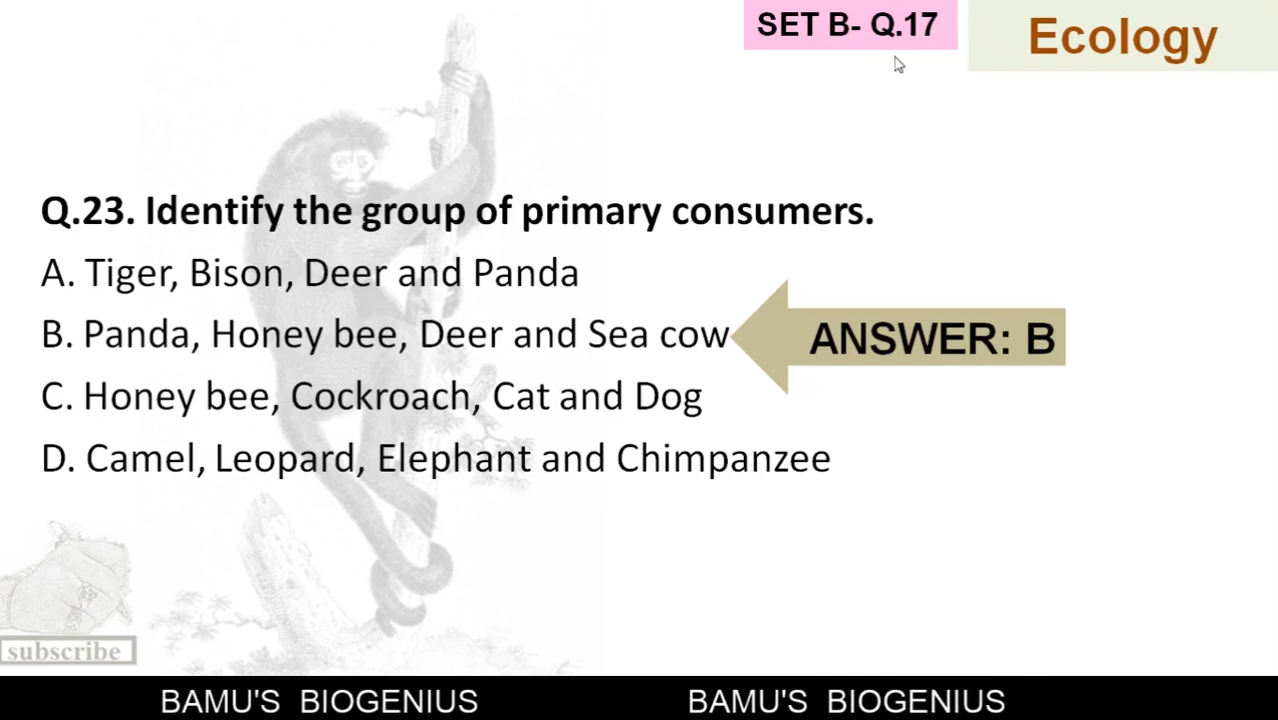 SET B- Q.17
Ecology
Q.23. Identify the group of primary consumers.
A. Tiger, Bison, Deer and Panda
B. Panda, Honey bee, Deer and Sea cow
ANSWER: B
C. Honey bee, Cockroach, Cat and Dog
D. Camel, Leopard, Elephant and Chimpanzee
subscribe
BAMU'S BIOGENIUS BAMU'S BIOGENIUS